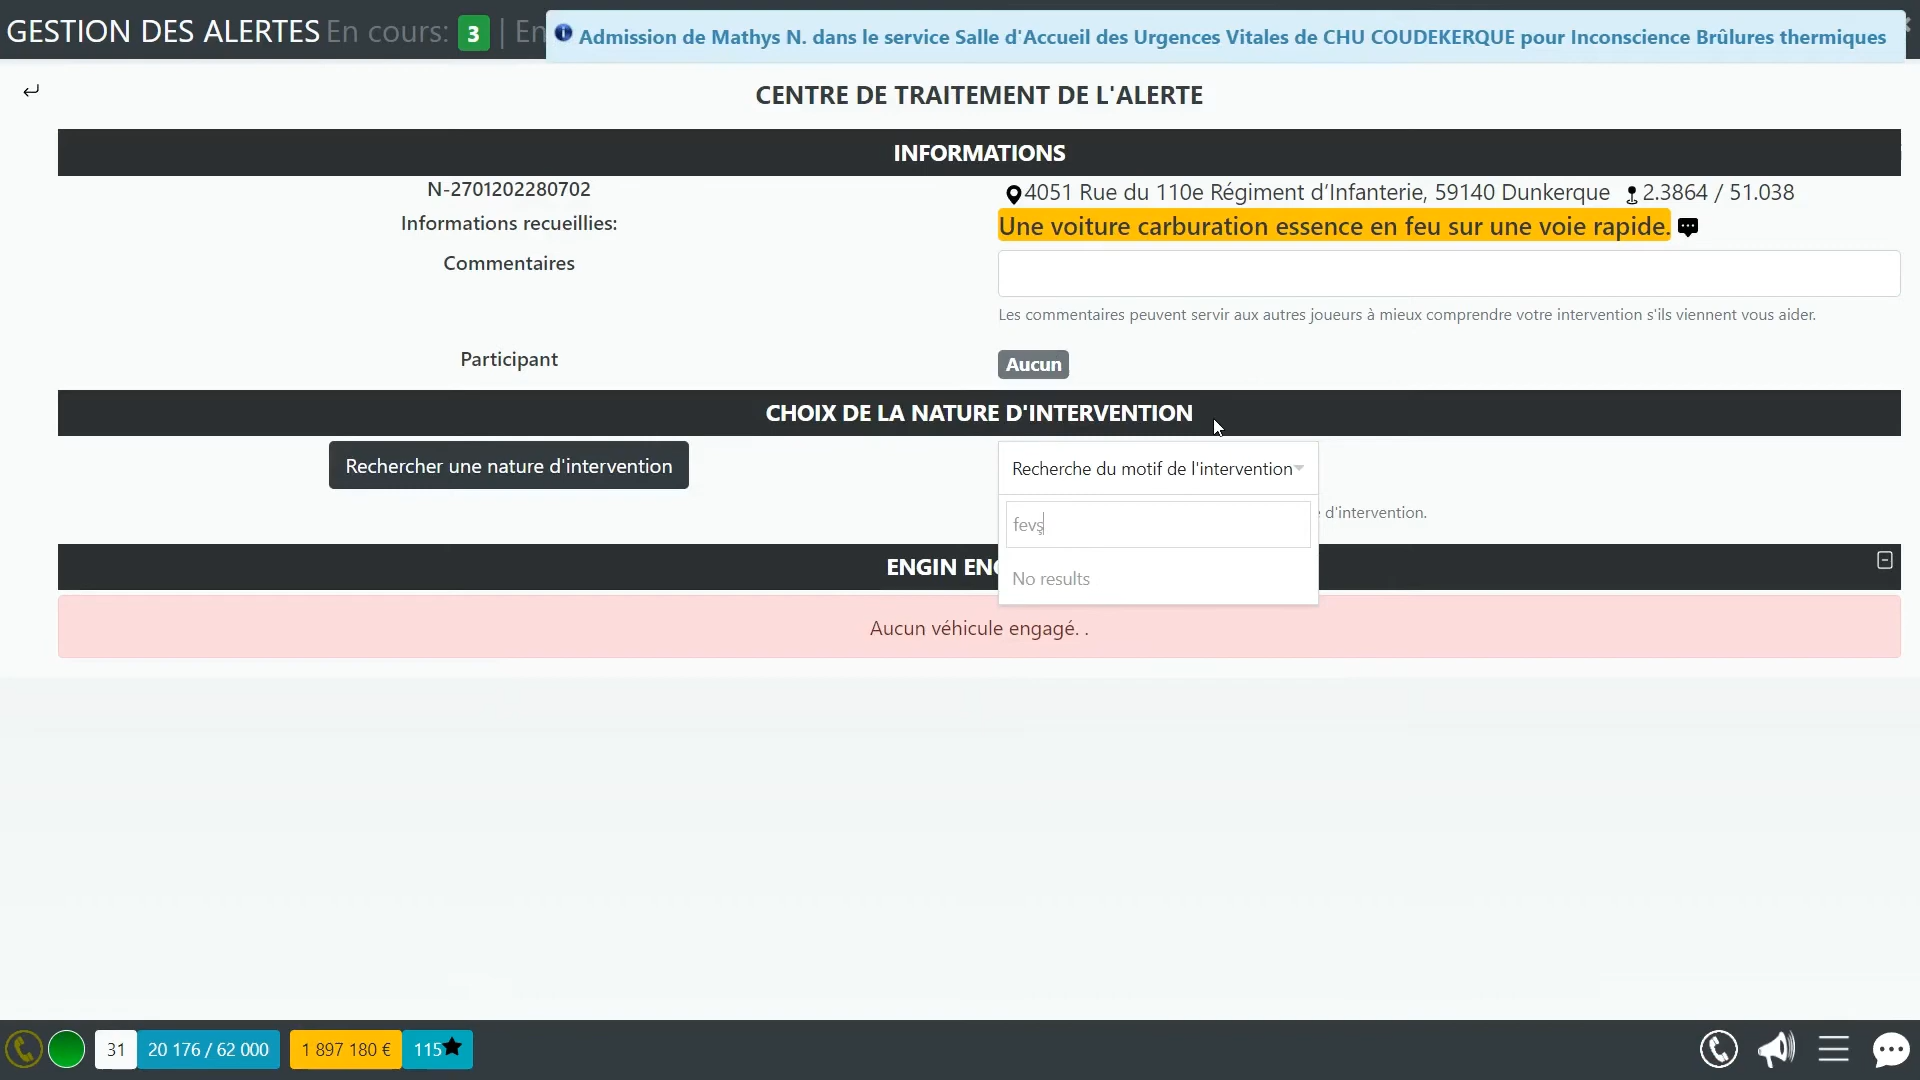 GESTION DES ALERTES En cours: 3 | En
Admission de Mathys N. dans le service Salle d'Accueil des Urgences Vitales de CHU COUDEKERQUE pour Inconscience Brûlures thermiques
CENTRE DE TRAITEMENT DE L'ALERTE
INFORMATIONS
N-2701202280702
4051 Rue du 110e Régiment d’Infanterie, 59140 Dunkerque 2.3864 / 51.038
Informations recueillies:
Une voiture carburation essence en feu sur une voie rapide.
Commentaires
Les commentaires peuvent servir aux autres joueurs à mieux comprendre votre intervention s'ils viennent vous aider.
Participant
Aucun
CHOIX DE LA NATURE D'INTERVENTION
Rechercher une nature d'intervention
Recherche du motif de l'intervention
d'intervention.
fevş
No results
ENGIN EN
Aucun véhicule engagé. .
31 20 176 / 62 000 1 897 180 € 115